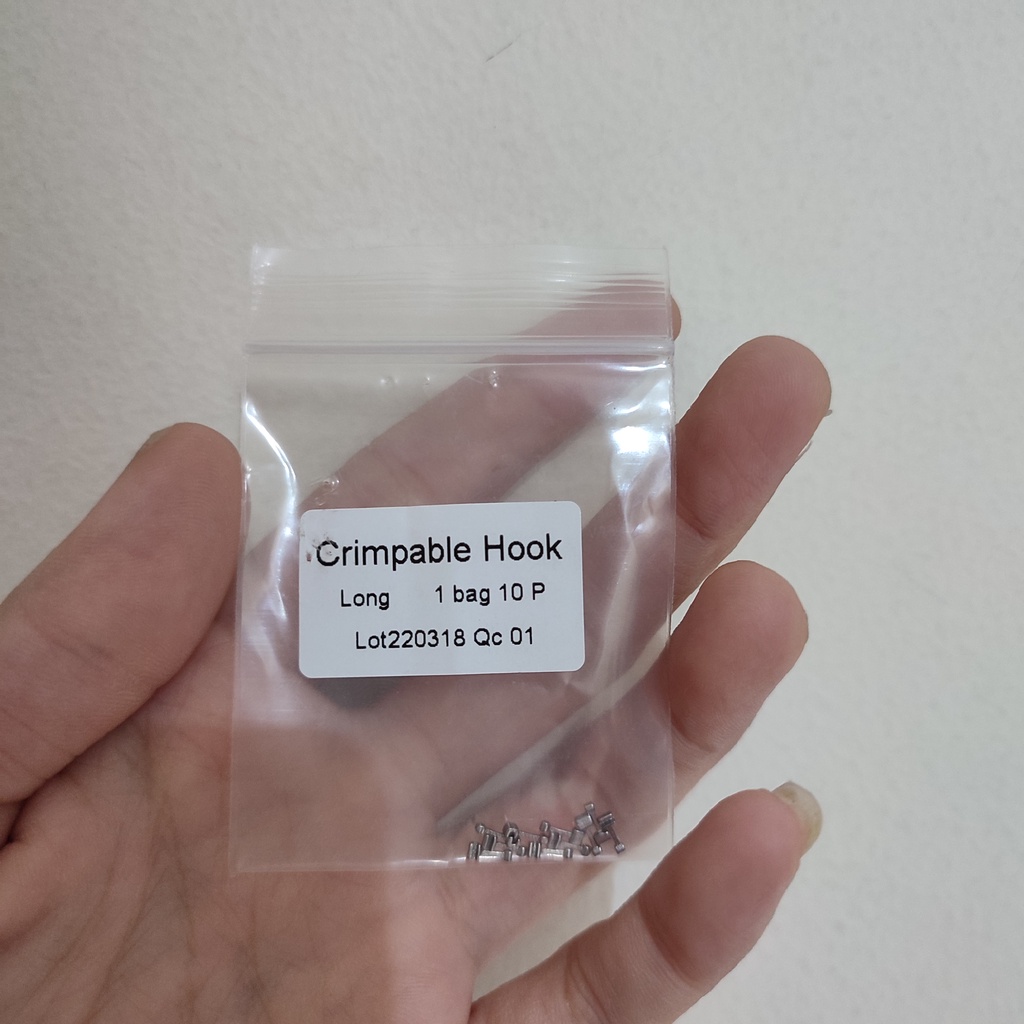 Crimpable Hook
Long 1 bag 10 P
Lot220318 Qc 01